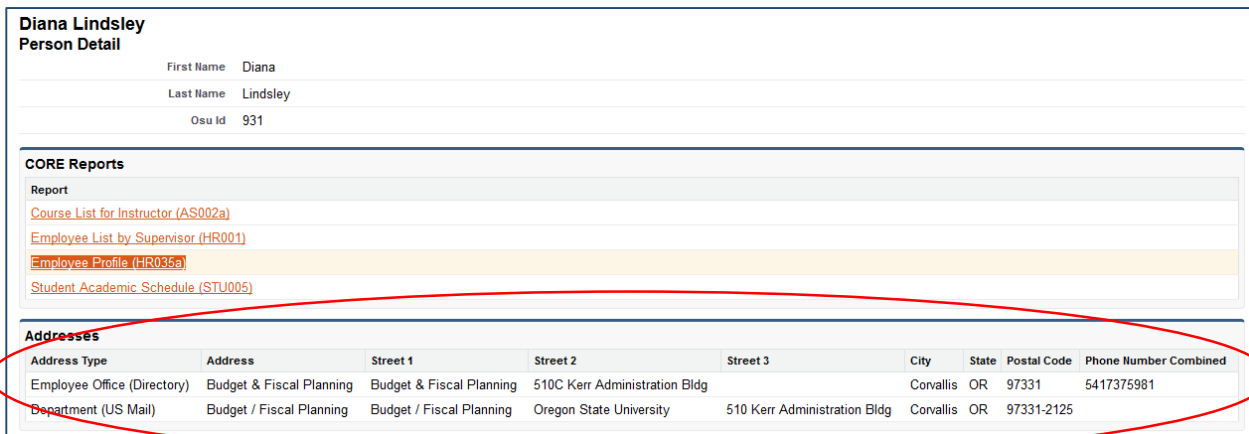 Diana Lindsley
Person Detail
First Name Diana
Last Name Lindsley
Osu Id 931
CORE Reports
Report
Course List for Instructor (AS002a)
Employee List by Supervisor (HR001)
Employee Profile (HR035a)
Student Academic Schedule (STU005)
Addresses
Address Type Address Street 1 Street 2 Street 3 City State Postal Code Phone Number Combined
Employee Office (Directory) Budget & Fiscal Planning Budget & Fiscal Planning 510C Kerr Administration Bldg Corvallis OR 97331 5417375981
Department (US Mail) Budget / Fiscal Planning Budget / Fiscal Planning Oregon State University 510 Kerr Administration Bldg Corvallis OR 97331-2125